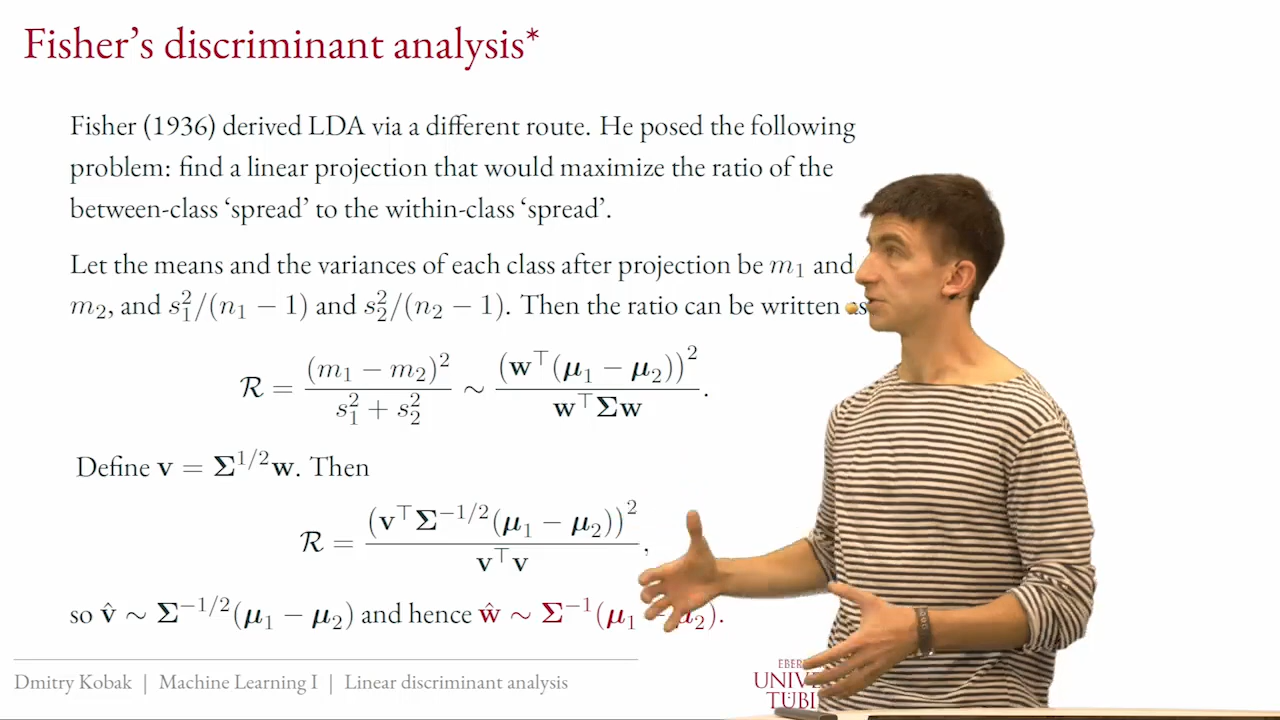 Fisher’s discriminant analysis*
Fisher (1936) derived LDA via a different route. He posed the following
problem: find a linear projection that would maximize the ratio of the
between-class ‘spread’ to the within-class ‘spread’.
Let the means and the variances of each class after projection be m₁ and
m₂, and s₁²/(n₁ − 1) and s₂²/(n₂ − 1). Then the ratio can be written as
ℛ = (m₁ − m₂)² / (s₁² + s₂²) ∼ (w⊤(μ₁ − μ₂))² / (w⊤Σw).
Define v = Σ^{1/2}w. Then
ℛ = (v⊤Σ^{−1/2}(μ₁ − μ₂))² / (v⊤v),
so v̂ ∼ Σ^{−1/2}(μ₁ − μ₂) and hence ŵ ∼ Σ^{−1}(μ₁ μ₂).
Dmitry Kobak | Machine Learning I | Linear discriminant analysis